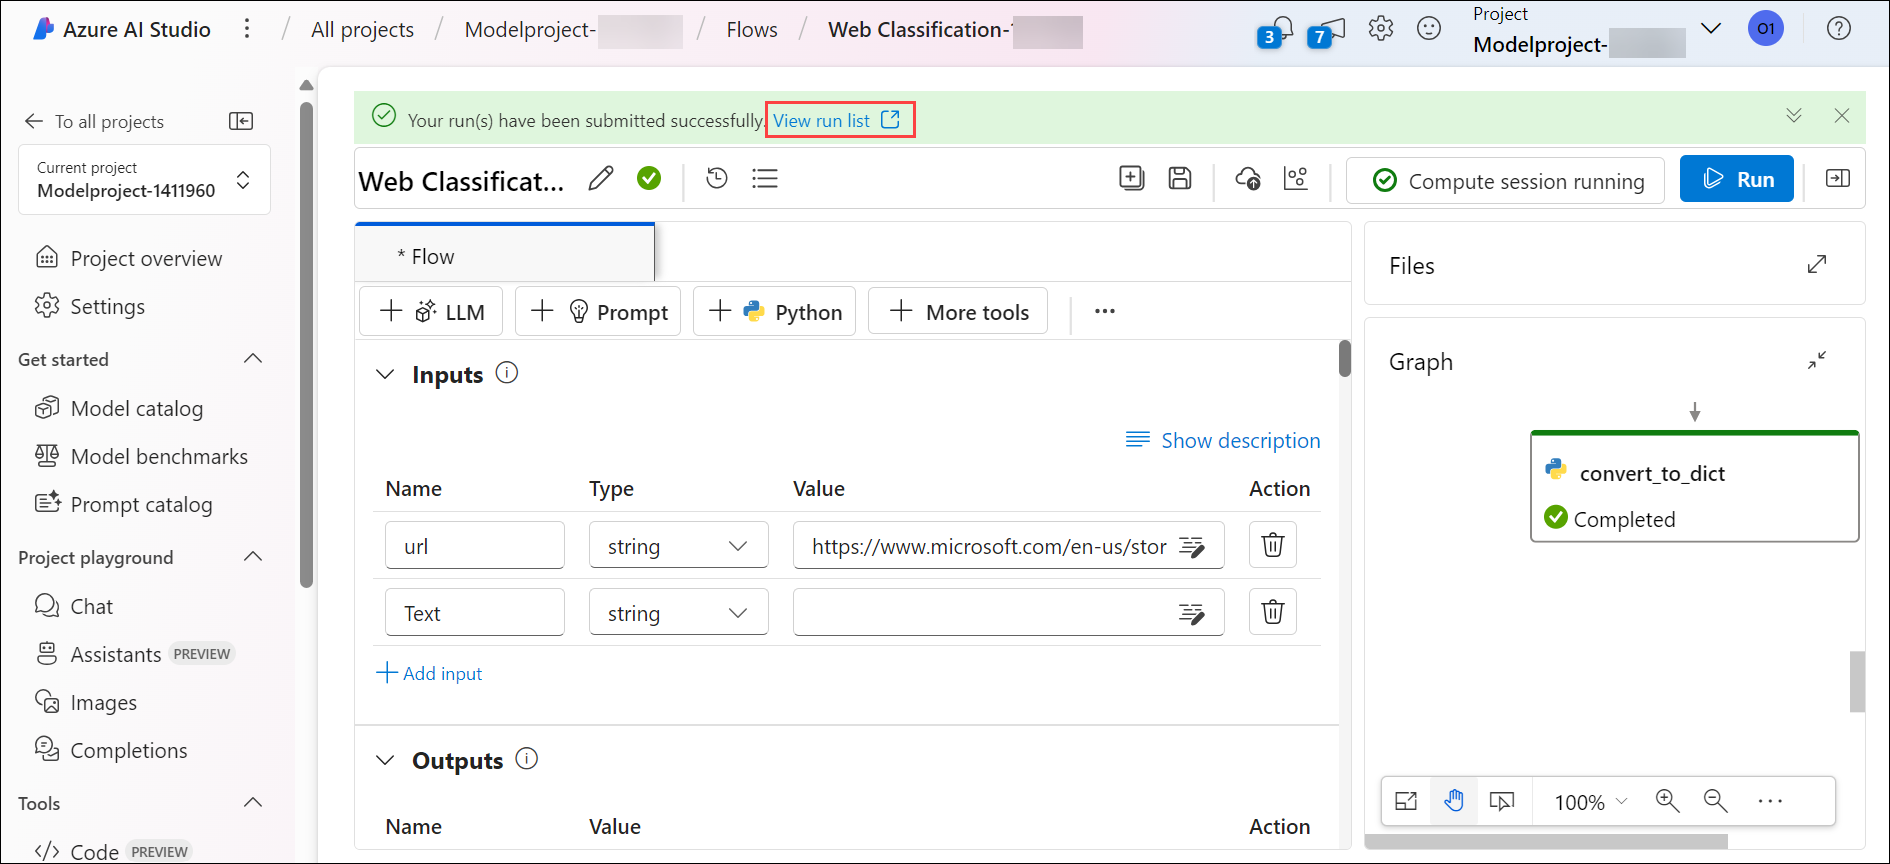 Azure AI Studio / All projects / Modelproject- / Flows / Web Classification-
3 7
Project
Modelproject-
O1
To all projects
Current project
Modelproject-1411960
Project overview
Settings
Get started
Model catalog
Model benchmarks
Prompt catalog
Project playground
Chat
Assistants PREVIEW
Images
Completions
Tools
Code PREVIEW
Your run(s) have been submitted successfully. View run list
Web Classificat...
Compute session running
Run
* Flow
LLM Prompt Python More tools
Inputs
Show description
Name Type Value Action
url string https://www.microsoft.com/en-us/stor
Text string
Add input
Outputs
Name Value Action
Files
Graph
convert_to_dict
Completed
100%